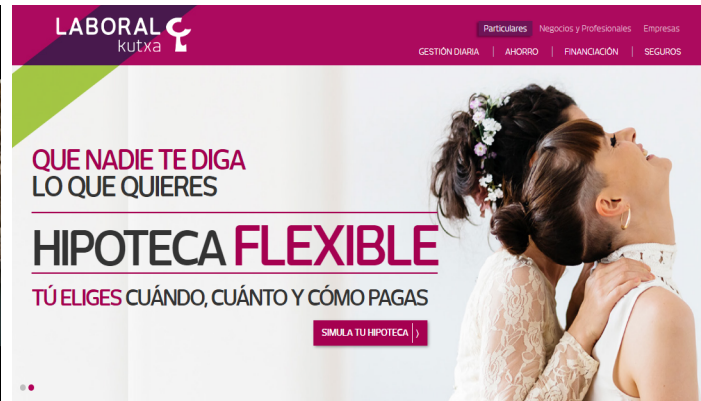 LABORAL
kutxa
Particulares Negocios y Profesionales Empresas
GESTIÓN DIARIA | AHORRO | FINANCIACIÓN | SEGUROS
QUE NADIE TE DIGA
LO QUE QUIERES
HIPOTECA FLEXIBLE
TÚ ELIGES CUÁNDO, CUÁNTO Y CÓMO PAGAS
SIMULA TU HIPOTECA